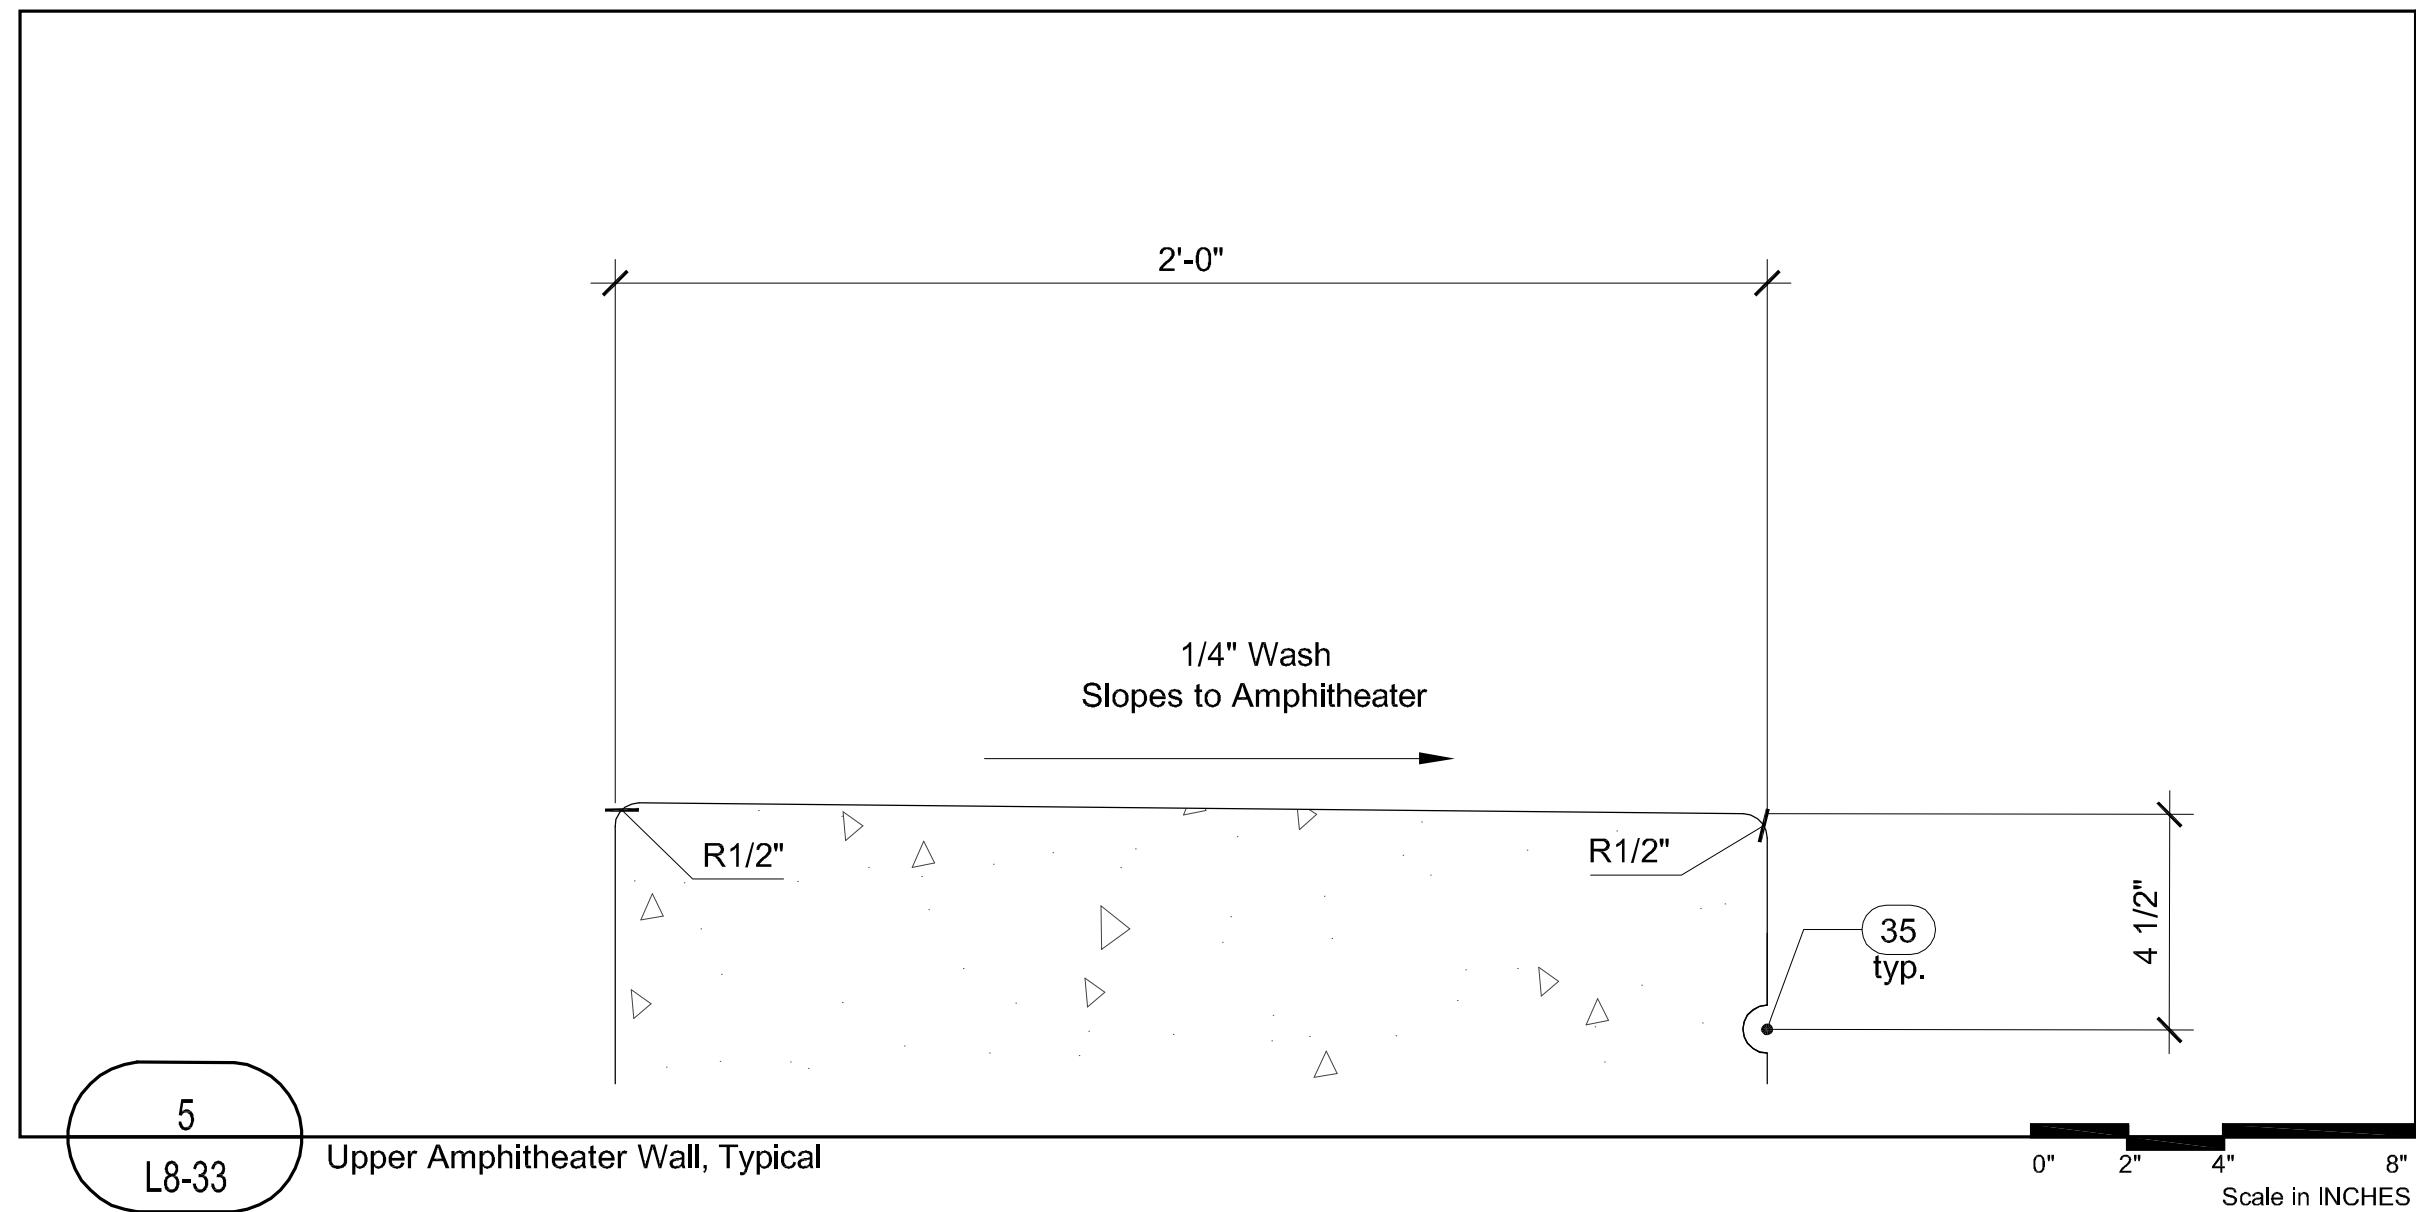 2'-0"
1/4" Wash
Slopes to Amphitheater
R1/2"
R1/2"
35
typ.
4 1/2"
5
L8-33
Upper Amphitheater Wall, Typical
0" 2" 4" 8"
Scale in INCHES